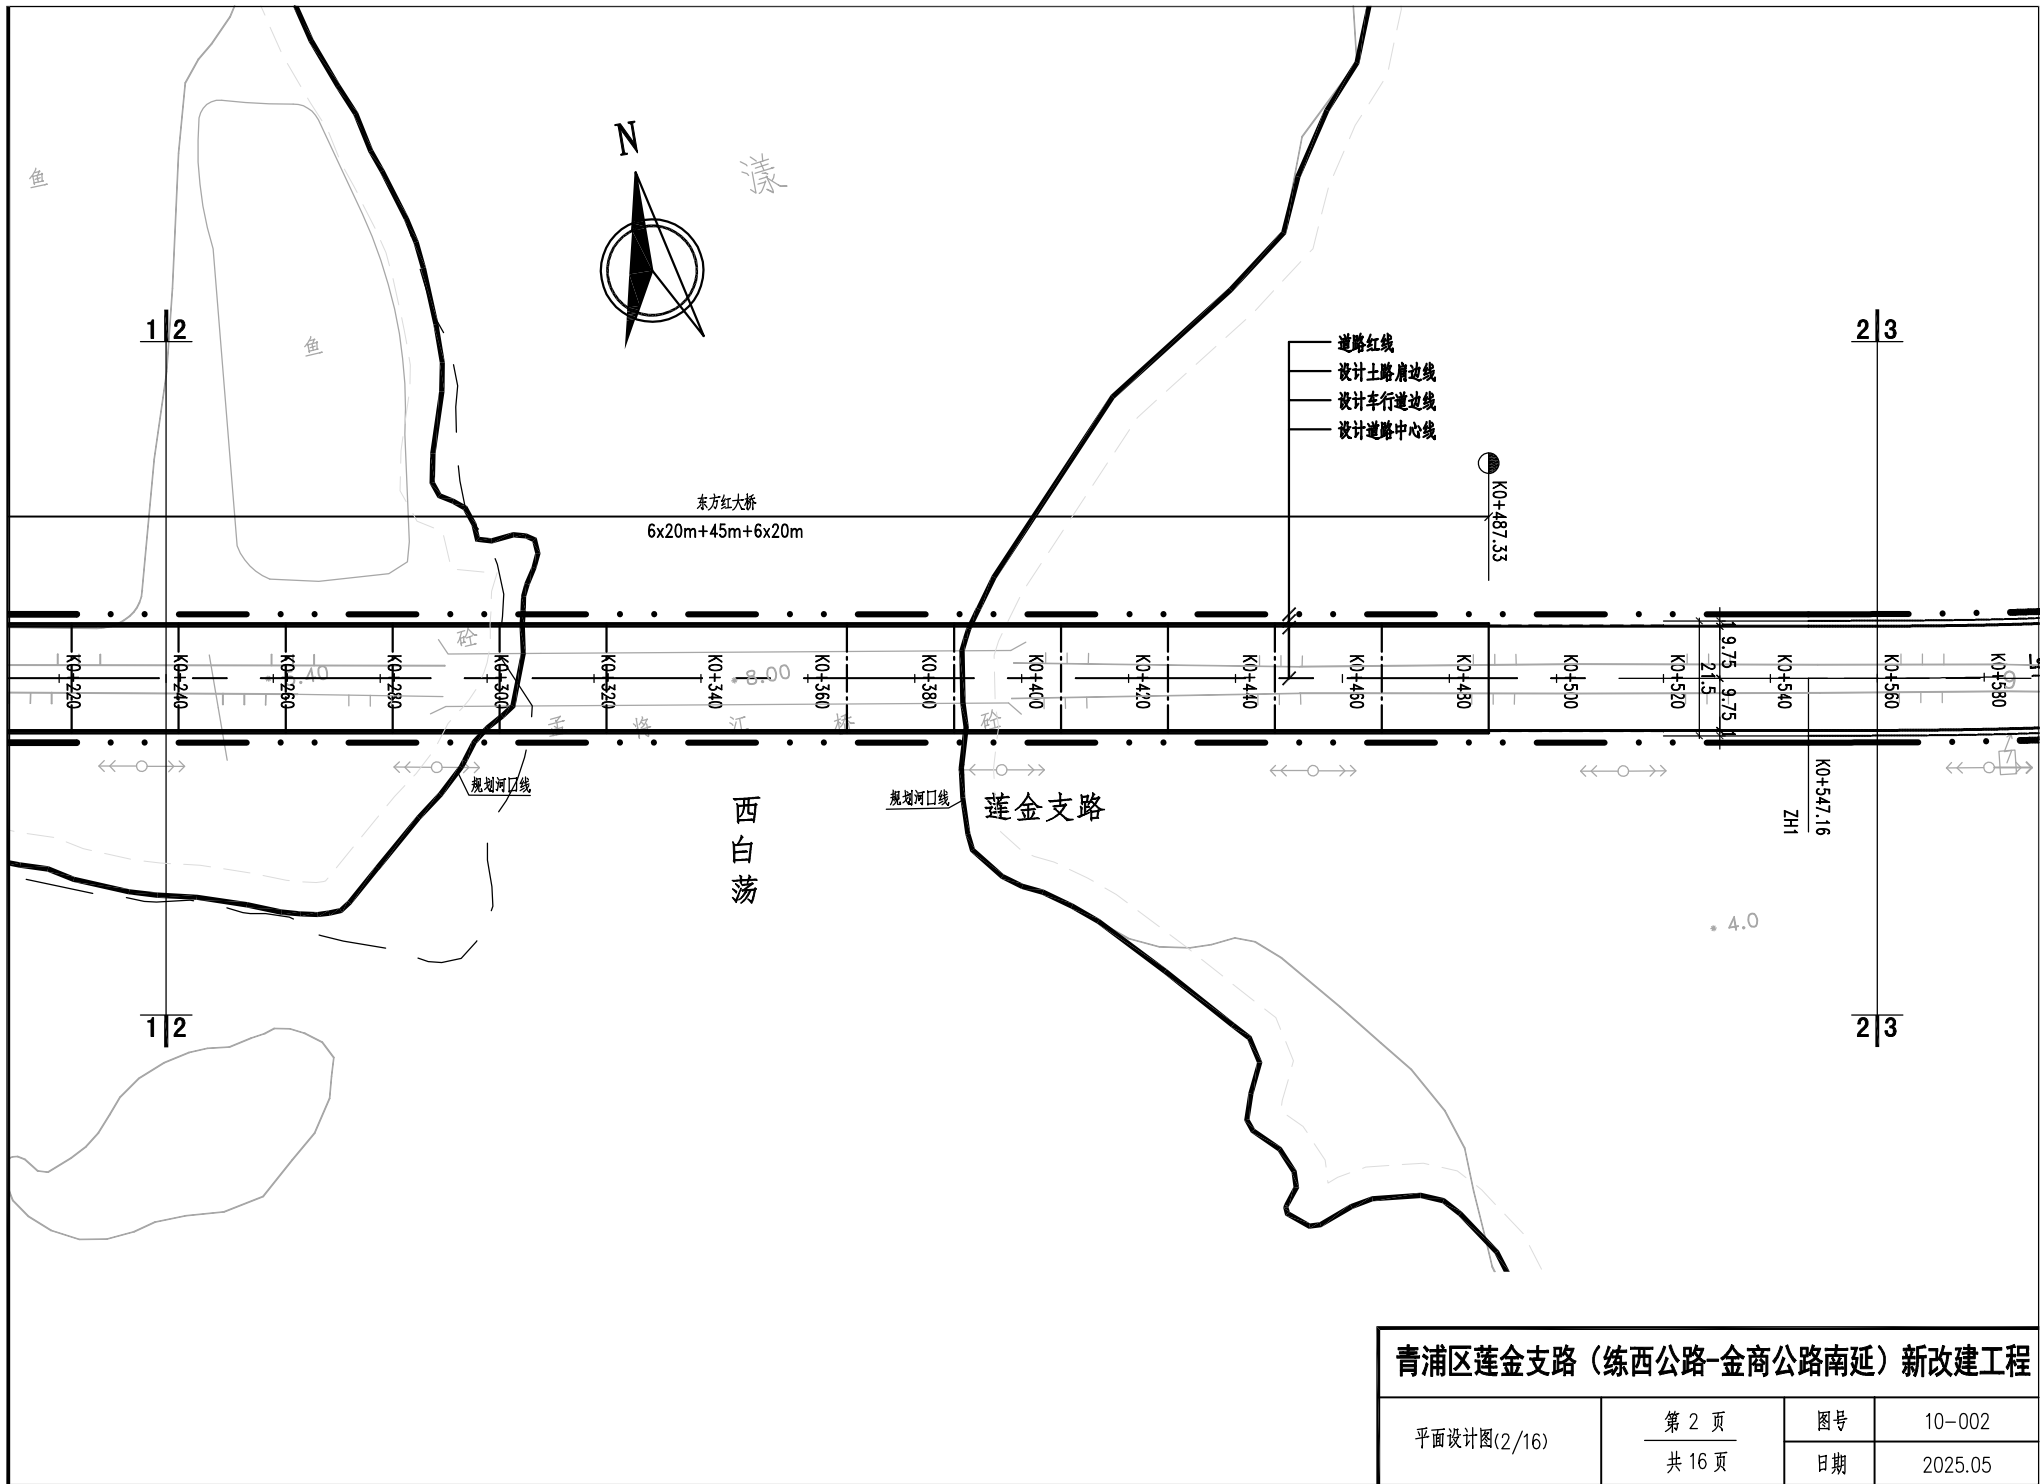 N
漾
鱼
鱼
1 2
2 3
道路红线
设计土路肩边线
设计车行道边线
设计道路中心线
东方红大桥
6x20m+45m+6x20m
K0+487.33
砼
K0+220
K0+240
K0+260
K0+280
K0+300
K0+320
K0+340
8.00
K0+360
K0+380
K0+400
K0+420
K0+440
K0+460
K0+480
K0+500
K0+520
1
9.75
21.5
9.75
1
K0+540
K0+560
K0+580
9
孟将江桥
砼
规划河口线
规划河口线
莲金支路
西白荡
K0+547.16
ZH1
4.0
1 2
2 3
青浦区莲金支路（练西公路-金商公路南延）新改建工程
平面设计图(2/16)
第 2 页
共 16 页
图号
10-002
日期
2025.05